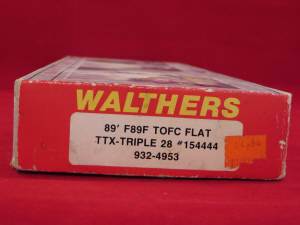 WALTHERS
89' F89F TOFC FLAT
TTX-TRIPLE 28 #154444
932-4953